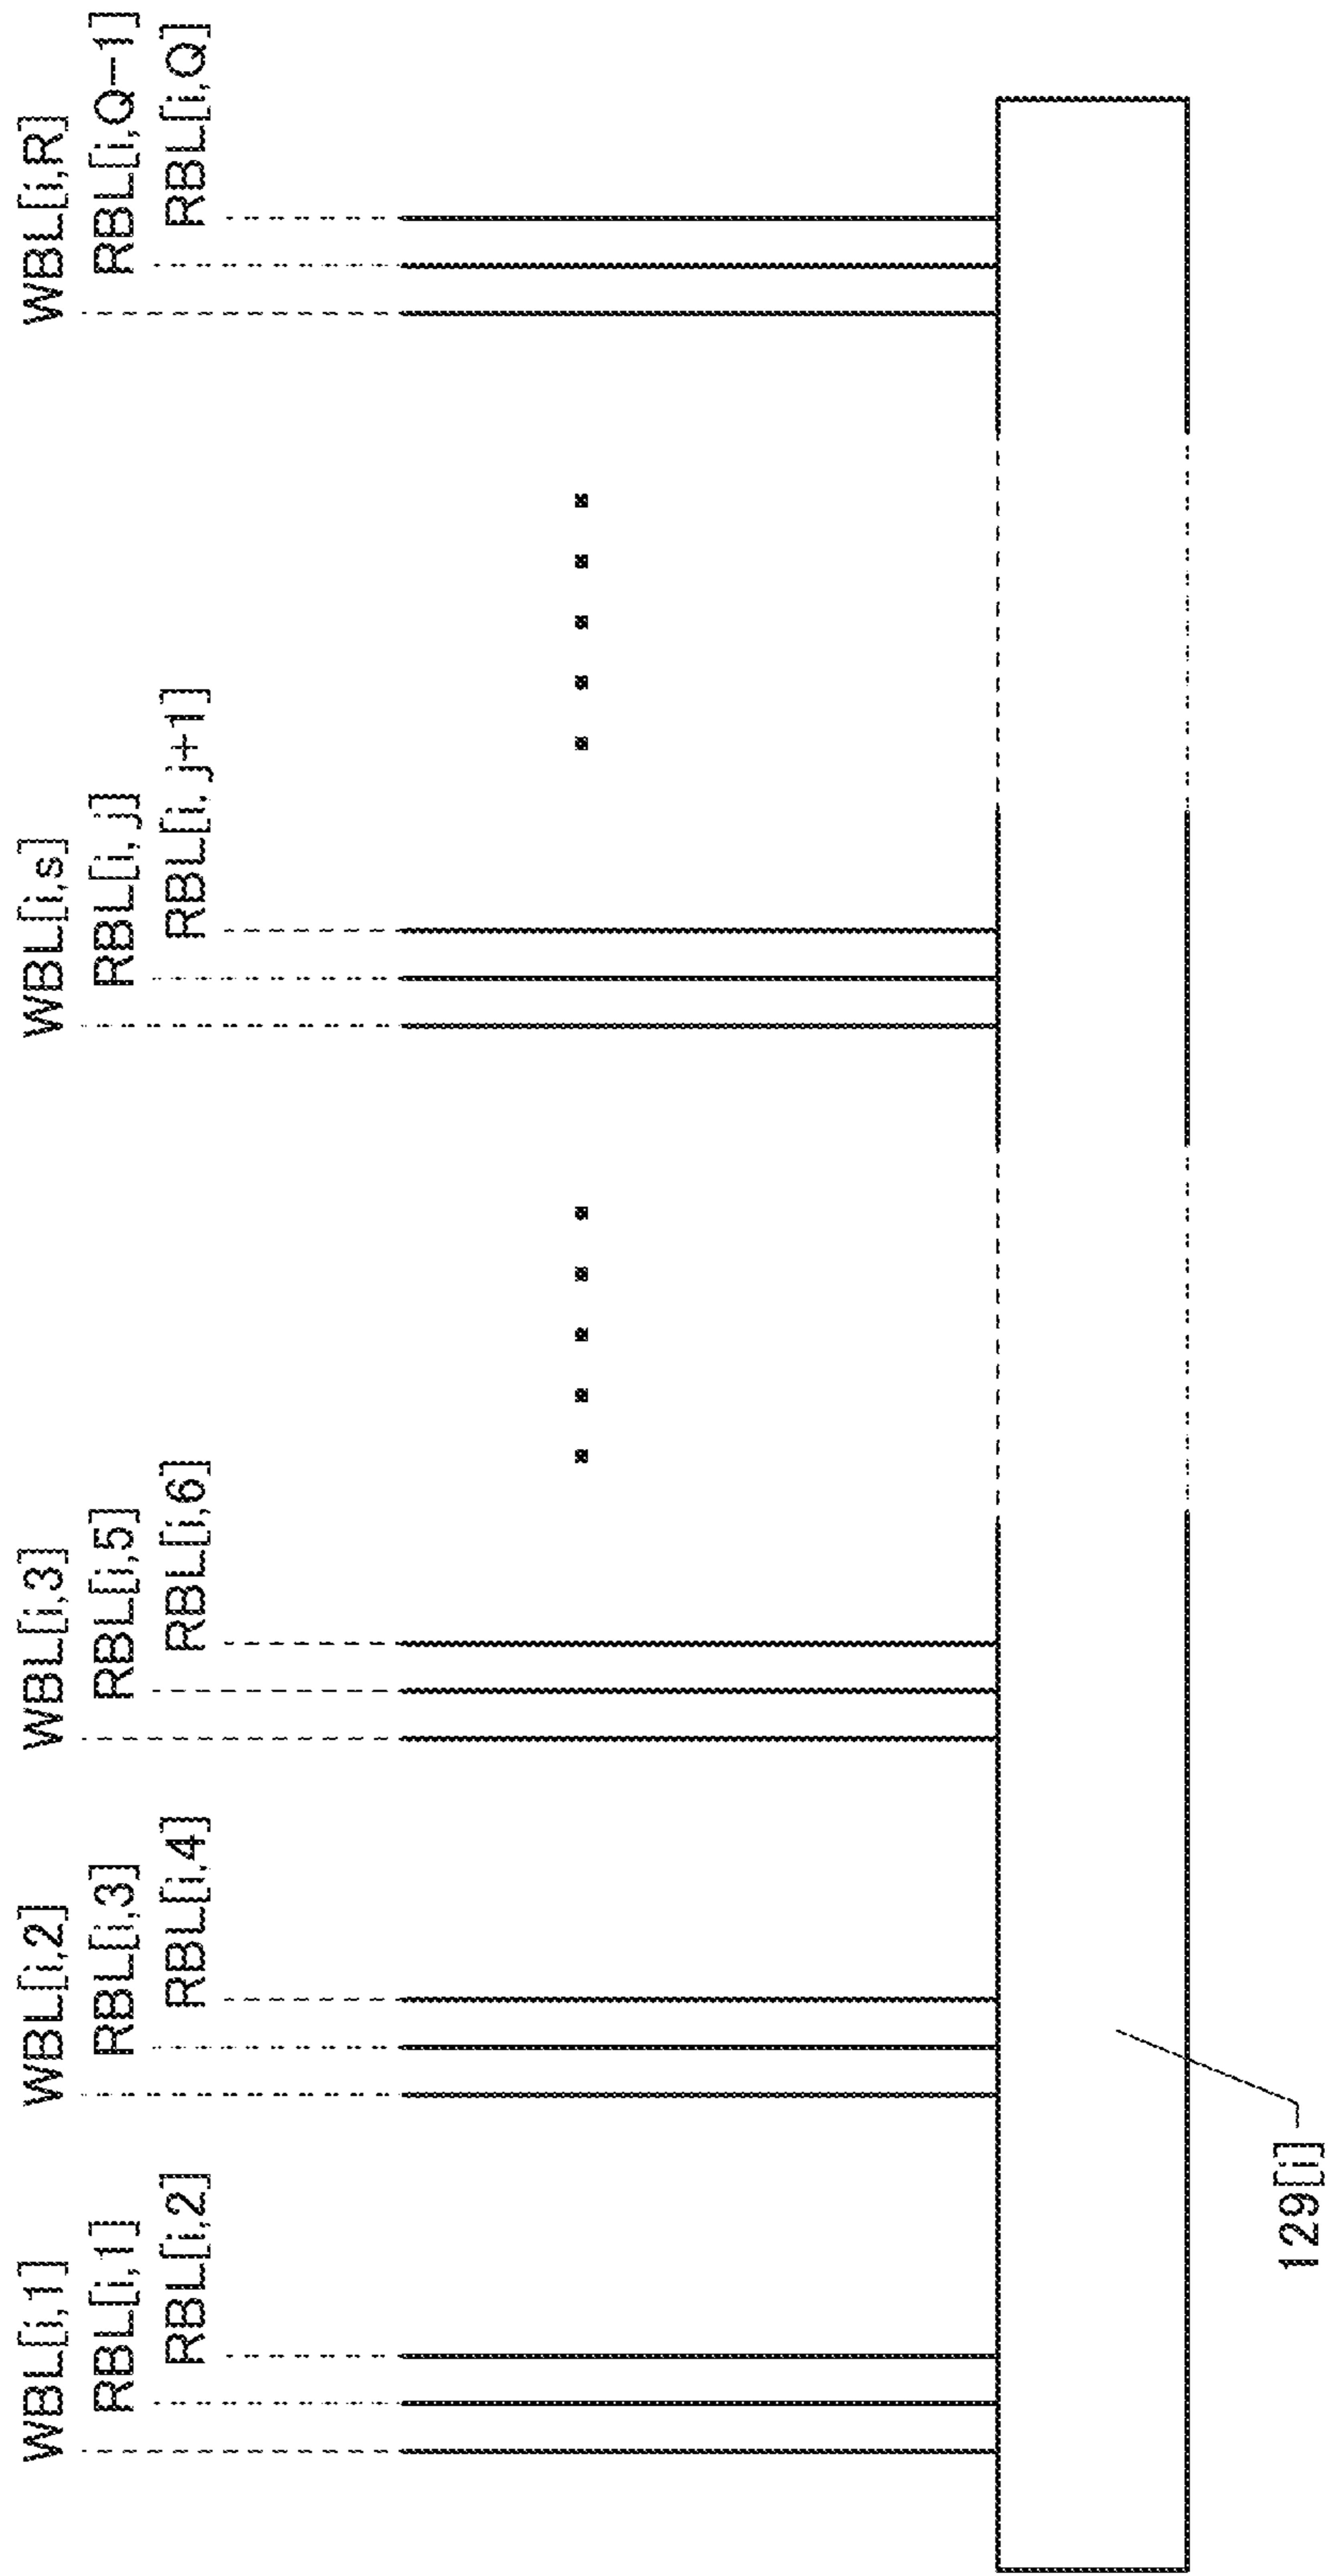 WBL[i,1]
RBL[i,1]
RBL[i,2]
WBL[i,2]
RBL[i,3]
RBL[i,4]
WBL[i,3]
RBL[i,5]
RBL[i,6]
WBL[i,s]
RBL[i,j]
RBL[i,j+1]
WBL[i,R]
RBL[i,Q-1]
RBL[i,Q]
129[i]